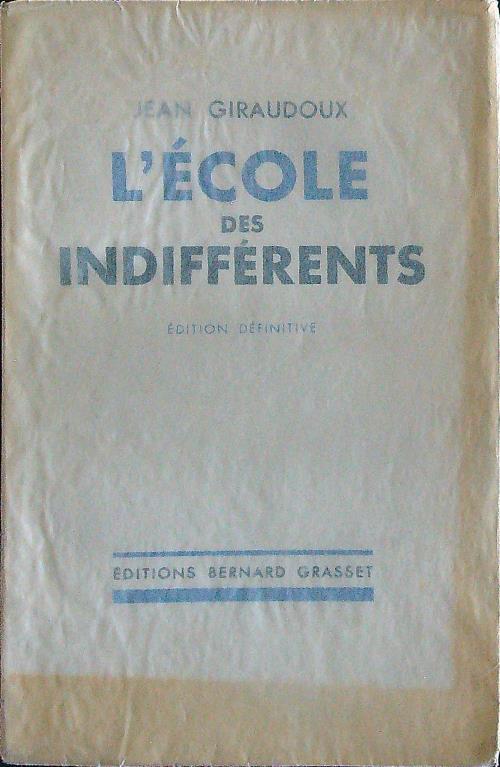 JEAN GIRAUDOUX
L'ÉCOLE
DES
INDIFFÉRENTS
ÉDITION DÉFINITIVE
ÉDITIONS BERNARD GRASSET